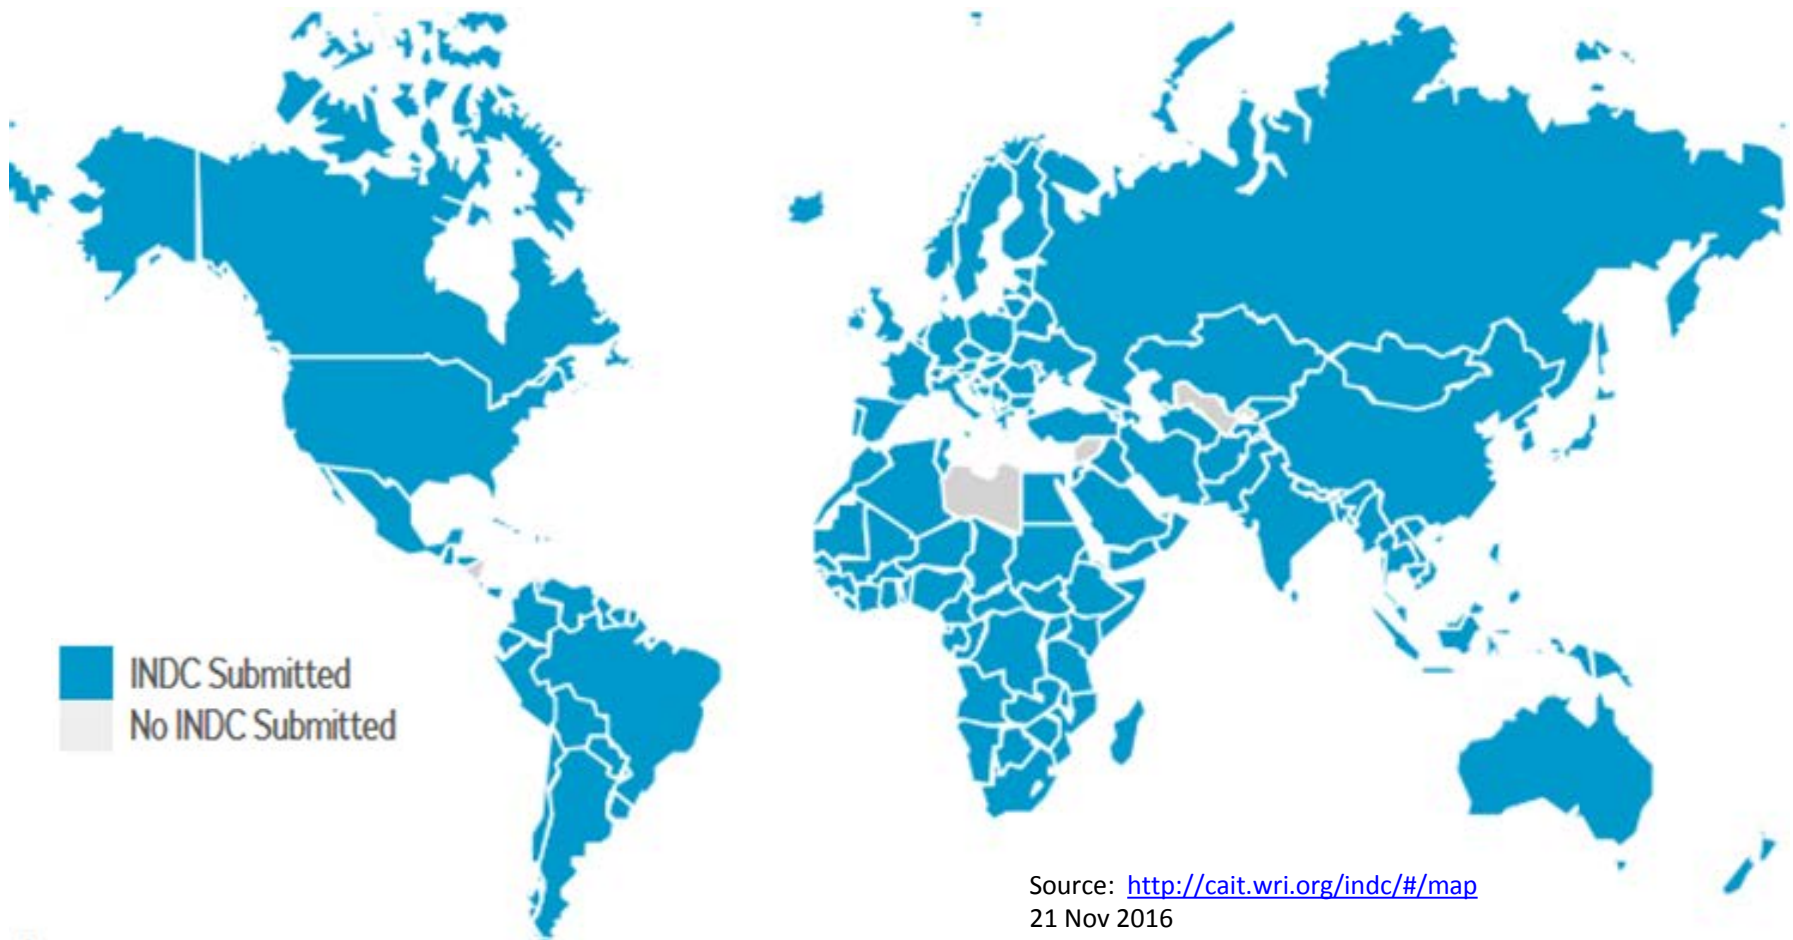 INDC Submitted
No INDC Submitted
Source: http://cait.wri.org/indc/#/map
21 Nov 2016